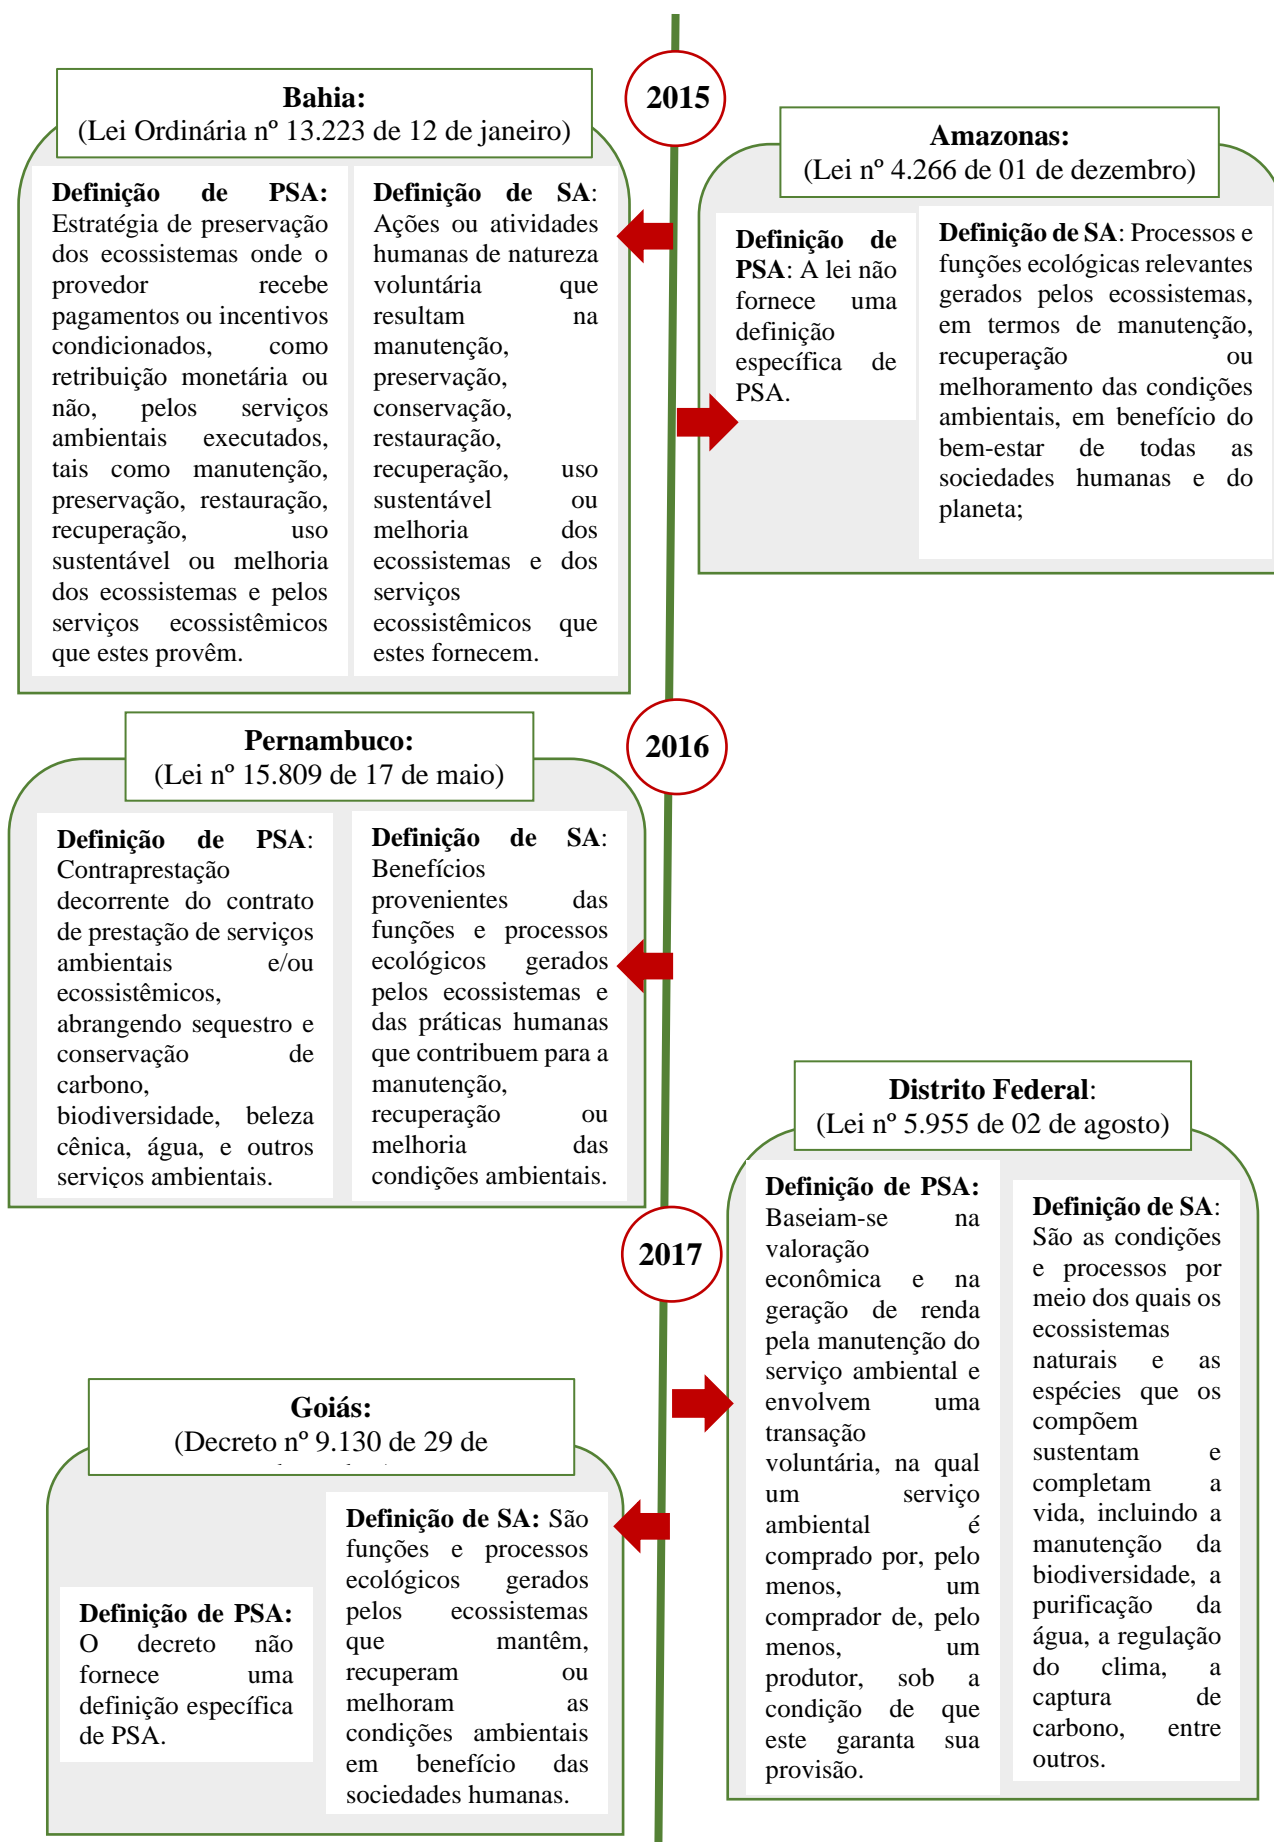 2015
Bahia:
(Lei Ordinária nº 13.223 de 12 de janeiro)
Definição de PSA:
Estratégia de preservação
dos ecossistemas onde o
provedor recebe
pagamentos ou incentivos
condicionados, como
retribuição monetária ou
não, pelos serviços
ambientais executados,
tais como manutenção,
preservação, restauração,
recuperação, uso
sustentável ou melhoria
dos ecossistemas e pelos
serviços ecossistêmicos
que estes provêm.
Definição de SA:
Ações ou atividades
humanas de natureza
voluntária que
resultam na
manutenção,
preservação,
conservação,
restauração,
recuperação, uso
sustentável ou
melhoria dos
ecossistemas e dos
serviços
ecossistêmicos que
estes fornecem.
Amazonas:
(Lei nº 4.266 de 01 de dezembro)
Definição de
PSA: A lei não
fornece uma
definição
específica de
PSA.
Definição de SA: Processos e
funções ecológicas relevantes
gerados pelos ecossistemas,
em termos de manutenção,
recuperação ou
melhoramento das condições
ambientais, em benefício do
bem-estar de todas as
sociedades humanas e do
planeta;
2016
Pernambuco:
(Lei nº 15.809 de 17 de maio)
Definição de PSA:
Contraprestação
decorrente do contrato
de prestação de serviços
ambientais e/ou
ecossistêmicos,
abrangendo sequestro e
conservação de
carbono,
biodiversidade, beleza
cênica, água, e outros
serviços ambientais.
Definição de SA:
Benefícios
provenientes das
funções e processos
ecológicos gerados
pelos ecossistemas e
das práticas humanas
que contribuem para a
manutenção,
recuperação ou
melhoria das
condições ambientais.
2017
Distrito Federal:
(Lei nº 5.955 de 02 de agosto)
Definição de PSA:
Baseiam-se na
valoração
econômica e na
geração de renda
pela manutenção do
serviço ambiental e
envolvem uma
transação
voluntária, na qual
um serviço
ambiental é
comprado por, pelo
menos, um
comprador de, pelo
menos, um
produtor, sob a
condição de que
este garanta sua
provisão.
Definição de SA:
São as condições
e processos por
meio dos quais os
ecossistemas
naturais e as
espécies que os
compõem
sustentam e
completam a
vida, incluindo a
manutenção da
biodiversidade, a
purificação da
água, a regulação
do clima, a
captura de
carbono, entre
outros.
Goiás:
(Decreto nº 9.130 de 29 de
Definição de PSA:
O decreto não
fornece uma
definição específica
de PSA.
Definição de SA: São
funções e processos
ecológicos gerados
pelos ecossistemas
que mantêm,
recuperam ou
melhoram as
condições ambientais
em benefício das
sociedades humanas.